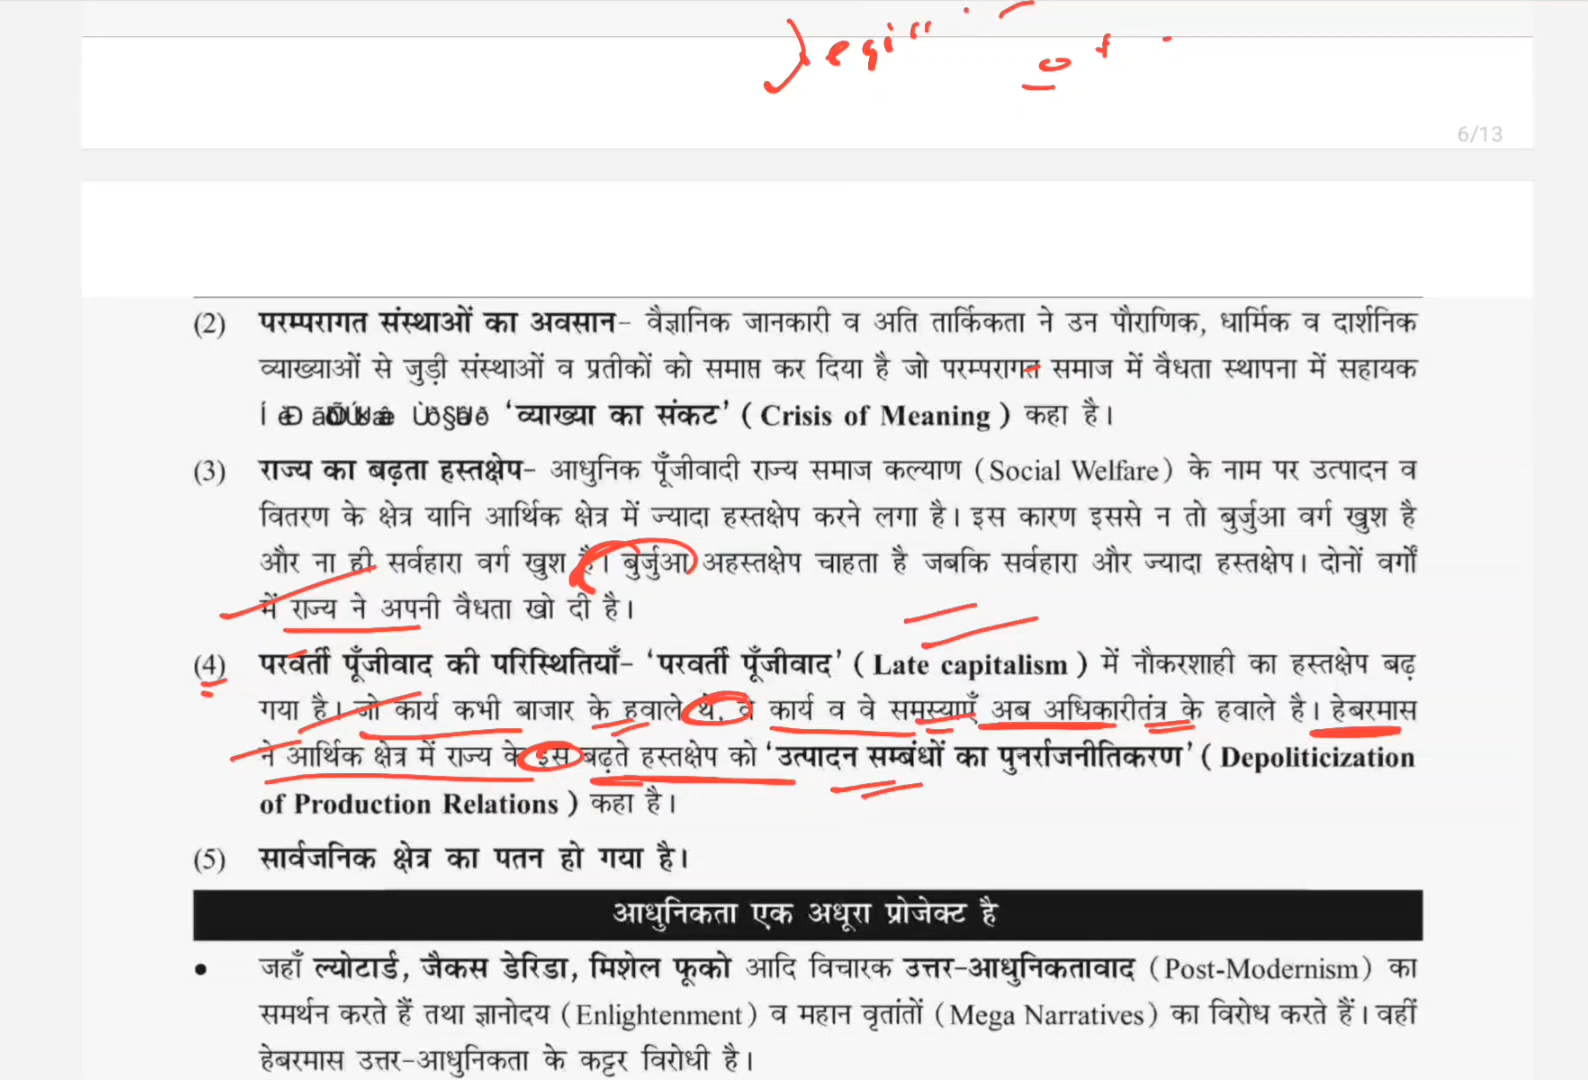 egi
of
6/13
(2) परम्परागत संस्थाओं का अवसान- वैज्ञानिक जानकारी व अति तार्किकता ने उन पौराणिक, धार्मिक व दार्शनिक
व्याख्याओं से जुड़ी संस्थाओं व प्रतीकों को समाप्त कर दिया है जो परम्परागत समाज में वैधता स्थापना में सहायक
'व्याख्या का संकट' (Crisis of Meaning) कहा है।
(3) राज्य का बढ़ता हस्तक्षेप- आधुनिक पूँजीवादी राज्य समाज कल्याण (Social Welfare) के नाम पर उत्पादन व
वितरण के क्षेत्र यानि आर्थिक क्षेत्र में ज्यादा हस्तक्षेप करने लगा है। इस कारण इससे न तो बुर्जुआ वर्ग खुश है
और ना ही सर्वहारा वर्ग खुश है। बुर्जुआ अहस्तक्षेप चाहता है जबकि सर्वहारा और ज्यादा हस्तक्षेप। दोनों वर्गों
में राज्य ने अपनी वैधता खो दी है।
(4) परवर्ती पूँजीवाद की परिस्थितियाँ- 'परवर्ती पूँजीवाद' (Late capitalism) में नौकरशाही का हस्तक्षेप बढ़
गया है। जो कार्य कभी बाजार के हवाले थे, वे कार्य व वे समस्याएँ अब अधिकारीतंत्र के हवाले है। हेबरमास
ने आर्थिक क्षेत्र में राज्य के इस बढ़ते हस्तक्षेप को 'उत्पादन सम्बंधों का पुनर्राजनीतिकरण' (Depoliticization
of Production Relations) कहा है।
(5) सार्वजनिक क्षेत्र का पतन हो गया है।
आधुनिकता एक अधूरा प्रोजेक्ट है
• जहाँ ल्योटार्ड, जैकस डेरिडा, मिशेल फूको आदि विचारक उत्तर-आधुनिकतावाद (Post-Modernism) का
समर्थन करते हैं तथा ज्ञानोदय (Enlightenment) व महान वृतांतों (Mega Narratives) का विरोध करते हैं। वहीं
हेबरमास उत्तर-आधुनिकता के कट्टर विरोधी है।